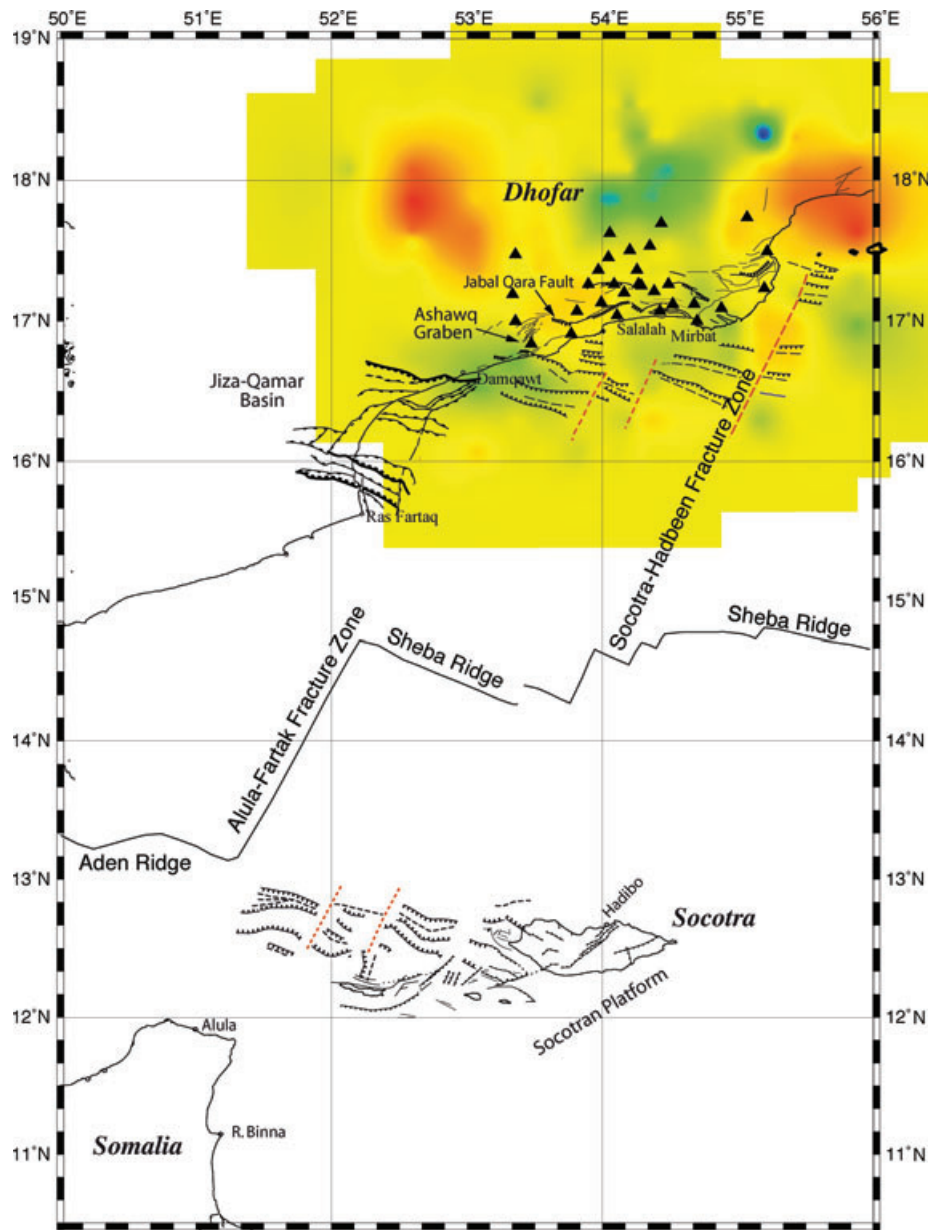 50˚E 51˚E 52˚E 53˚E 54˚E 55˚E 56˚E
19˚N
18˚N 18˚N
Dhofar
Jabal Qara Fault
Ashawq
Graben
17˚N 17˚N
Salalah
Mirbat
Jiza-Qamar
Basin
Damqawt
16˚N 16˚N
Ras Fartaq
Socotra-Hadbeen Fracture Zone
15˚N 15˚N
Sheba Ridge
Sheba Ridge
Alula-Fartak Fracture Zone
14˚N 14˚N
Aden Ridge
13˚N 13˚N
Hadibo
Socotra
Socotran Platform
12˚N 12˚N
Alula
R. Binna
Somalia
11˚N 11˚N